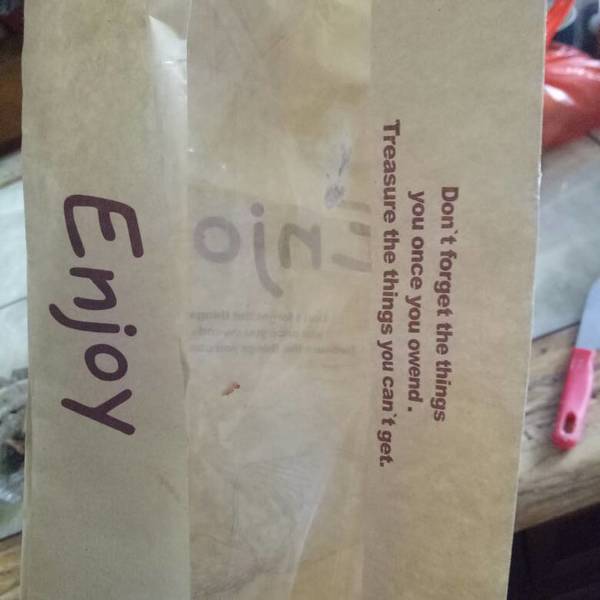 Enjoy
Don`t forget the things
you once you owend .
Treasure the things you can`t get.